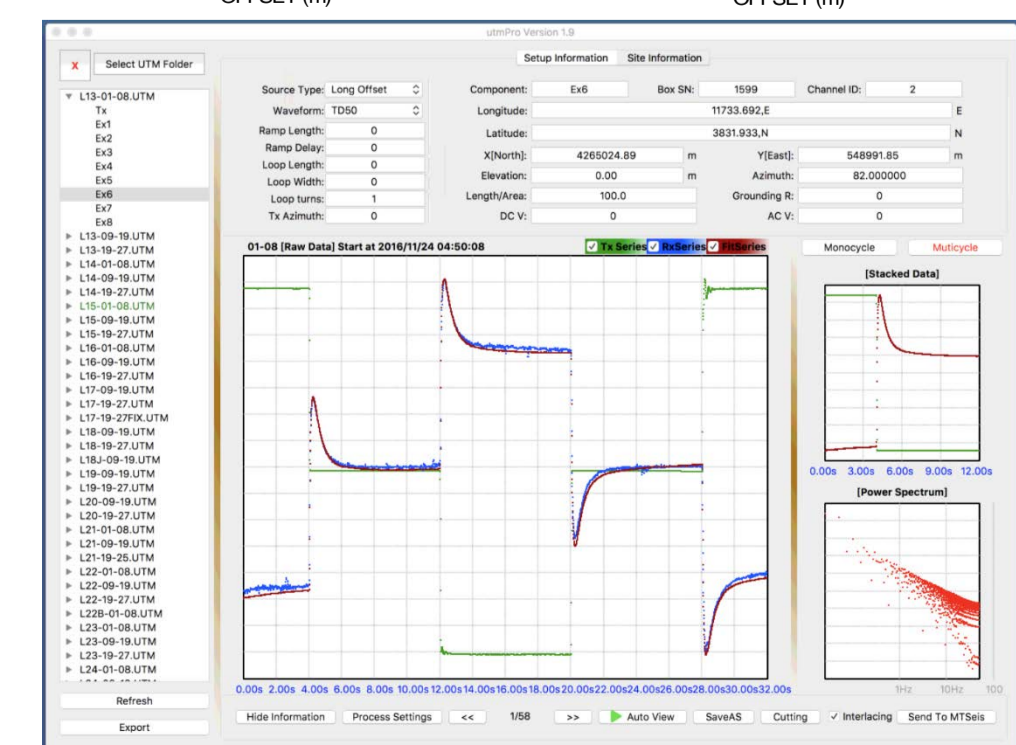 OFFSET (m) OFFSET (m)
utmPro Version 1.9
X Select UTM Folder
L13-01-08.UTM
Tx
Ex1
Ex2
Ex3
Ex4
Ex5
Ex6
Ex7
Ex8
L13-09-19.UTM
L13-19-27.UTM
L14-01-08.UTM
L14-09-19.UTM
L14-19-27.UTM
L15-01-08.UTM
L15-09-19.UTM
L15-19-27.UTM
L16-01-08.UTM
L16-09-19.UTM
L16-19-27.UTM
L17-09-19.UTM
L17-19-27.UTM
L17-19-27FIX.UTM
L18-09-19.UTM
L18-19-27.UTM
L18J-09-19.UTM
L19-09-19.UTM
L19-19-27.UTM
L20-09-19.UTM
L20-19-27.UTM
L21-01-08.UTM
L21-09-19.UTM
L21-19-25.UTM
L22-01-08.UTM
L22-09-19.UTM
L22-19-27.UTM
L22B-01-08.UTM
L23-01-08.UTM
L23-09-19.UTM
L23-19-27.UTM
L24-01-08.UTM
Refresh
Export
Setup Information Site Information
Source Type: Long Offset
Waveform: TD50
Ramp Length: 0
Ramp Delay: 0
Loop Length: 0
Loop Width: 0
Loop turns: 1
Tx Azimuth: 0
Component: Ex6 Box SN: 1599 Channel ID: 2
Longitude: 11733.692,E E
Latitude: 3831.933,N N
X[North]: 4265024.89 m Y[East]: 548991.85 m
Elevation: 0.00 m Azimuth: 82.000000
Length/Area: 100.0 Grounding R: 0
DC V: 0 AC V: 0
01-08 [Raw Data] Start at 2016/11/24 04:50:08 Tx Series RxSeries FltSeries
0.00s 2.00s 4.00s 6.00s 8.00s 10.00s 12.00s 14.00s 16.00s 18.00s 20.00s 22.00s 24.00s 26.00s 28.00s 30.00s 32.00s
Monocycle Muticycle
[Stacked Data]
0.00s 3.00s 6.00s 9.00s 12.00s
[Power Spectrum]
1Hz 10Hz 100
Hide Information Process Settings << 1/58 >> Auto View SaveAS Cutting Interlacing Send To MTSeis